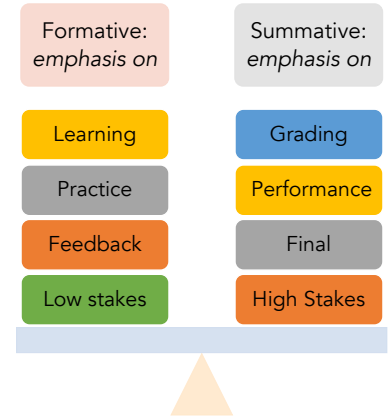 Formative:
emphasis on
Learning
Practice
Feedback
Low stakes
Summative:
emphasis on
Grading
Performance
Final
High Stakes